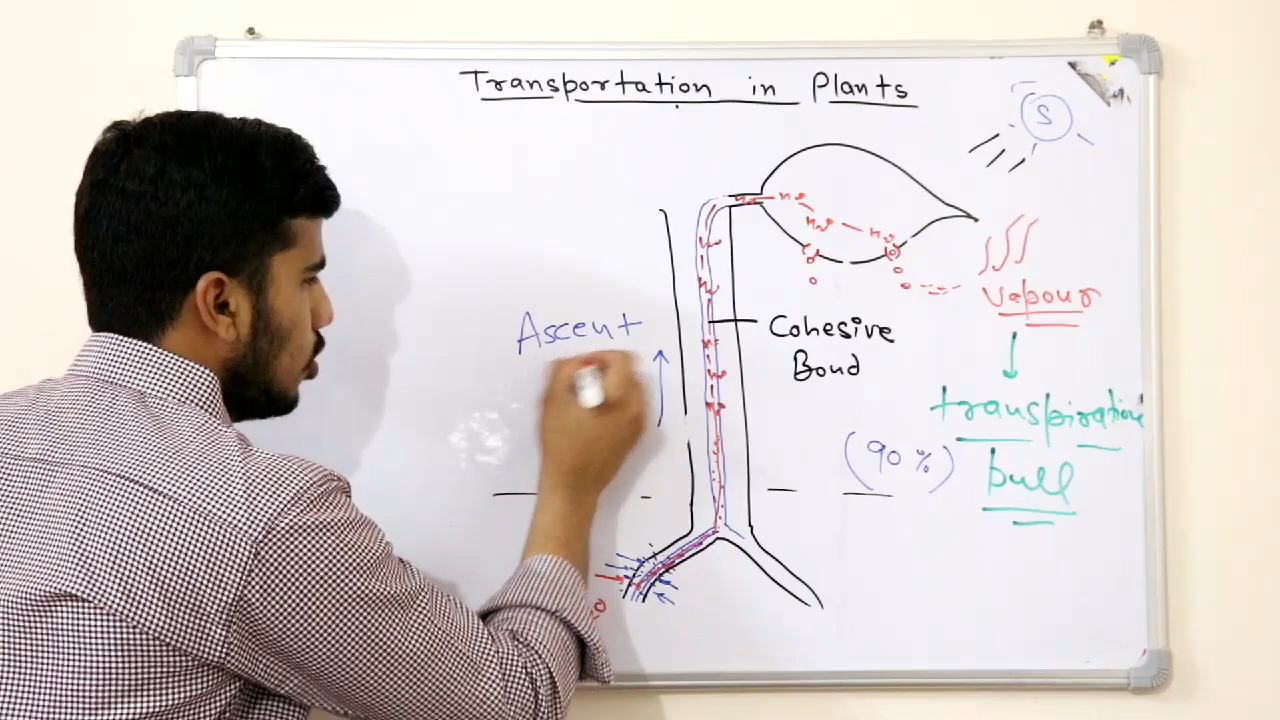 Transportation in Plants
S
Vapour
Ascent
Cohesive
Bond
transpiration
(90%)
pull